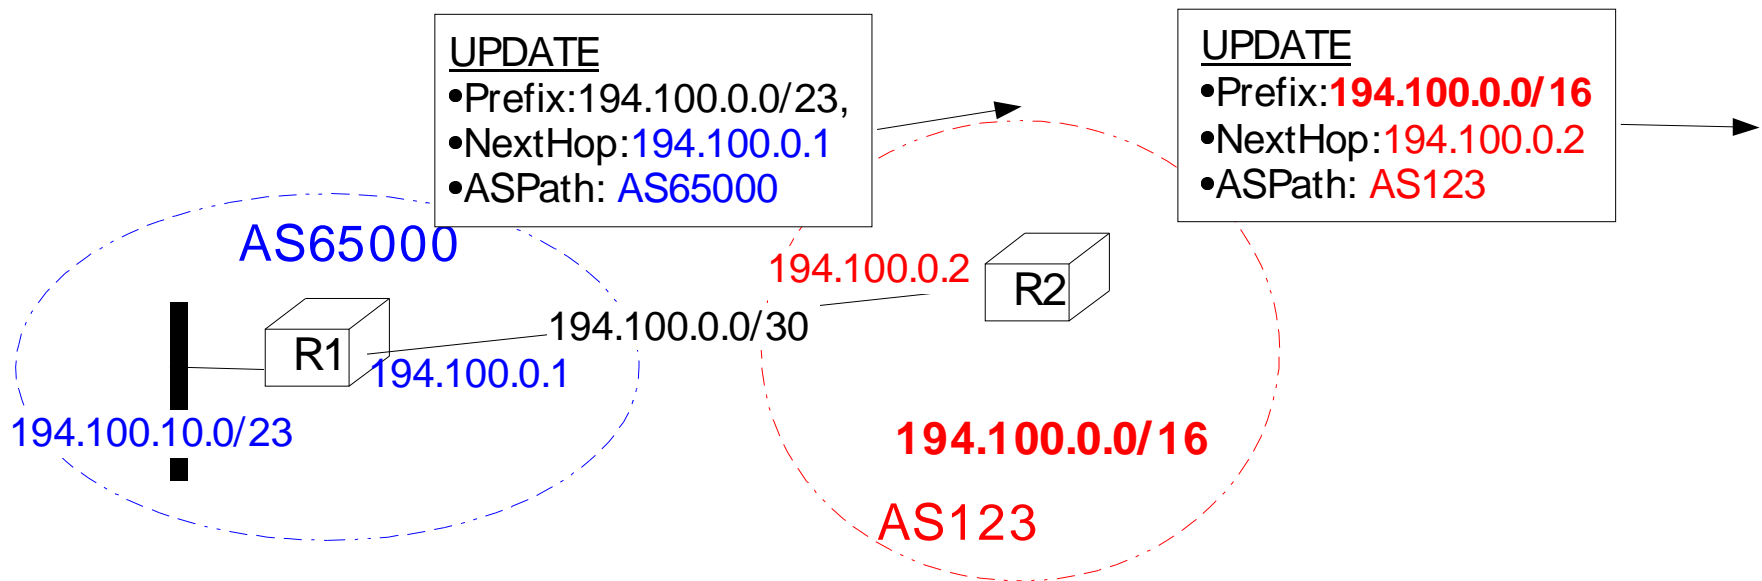 UPDATE
•Prefix:194.100.0.0/23,
•NextHop:194.100.0.1
•ASPath: AS65000
UPDATE
•Prefix:194.100.0.0/16
•NextHop:194.100.0.2
•ASPath: AS123
AS65000
194.100.0.2
R2
194.100.0.0/30
R1
194.100.0.1
194.100.10.0/23
194.100.0.0/16
AS123